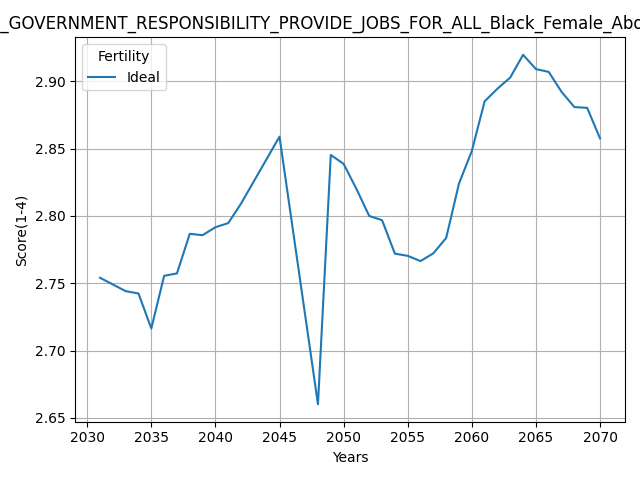 _GOVERNMENT_RESPONSIBILITY_PROVIDE_JOBS_FOR_ALL_Black_Female_Abo
Fertility
Ideal
2.90
2.85
2.80
2.75
2.70
2.65
Score(1-4)
2030 2035 2040 2045 2050 2055 2060 2065 2070
Years